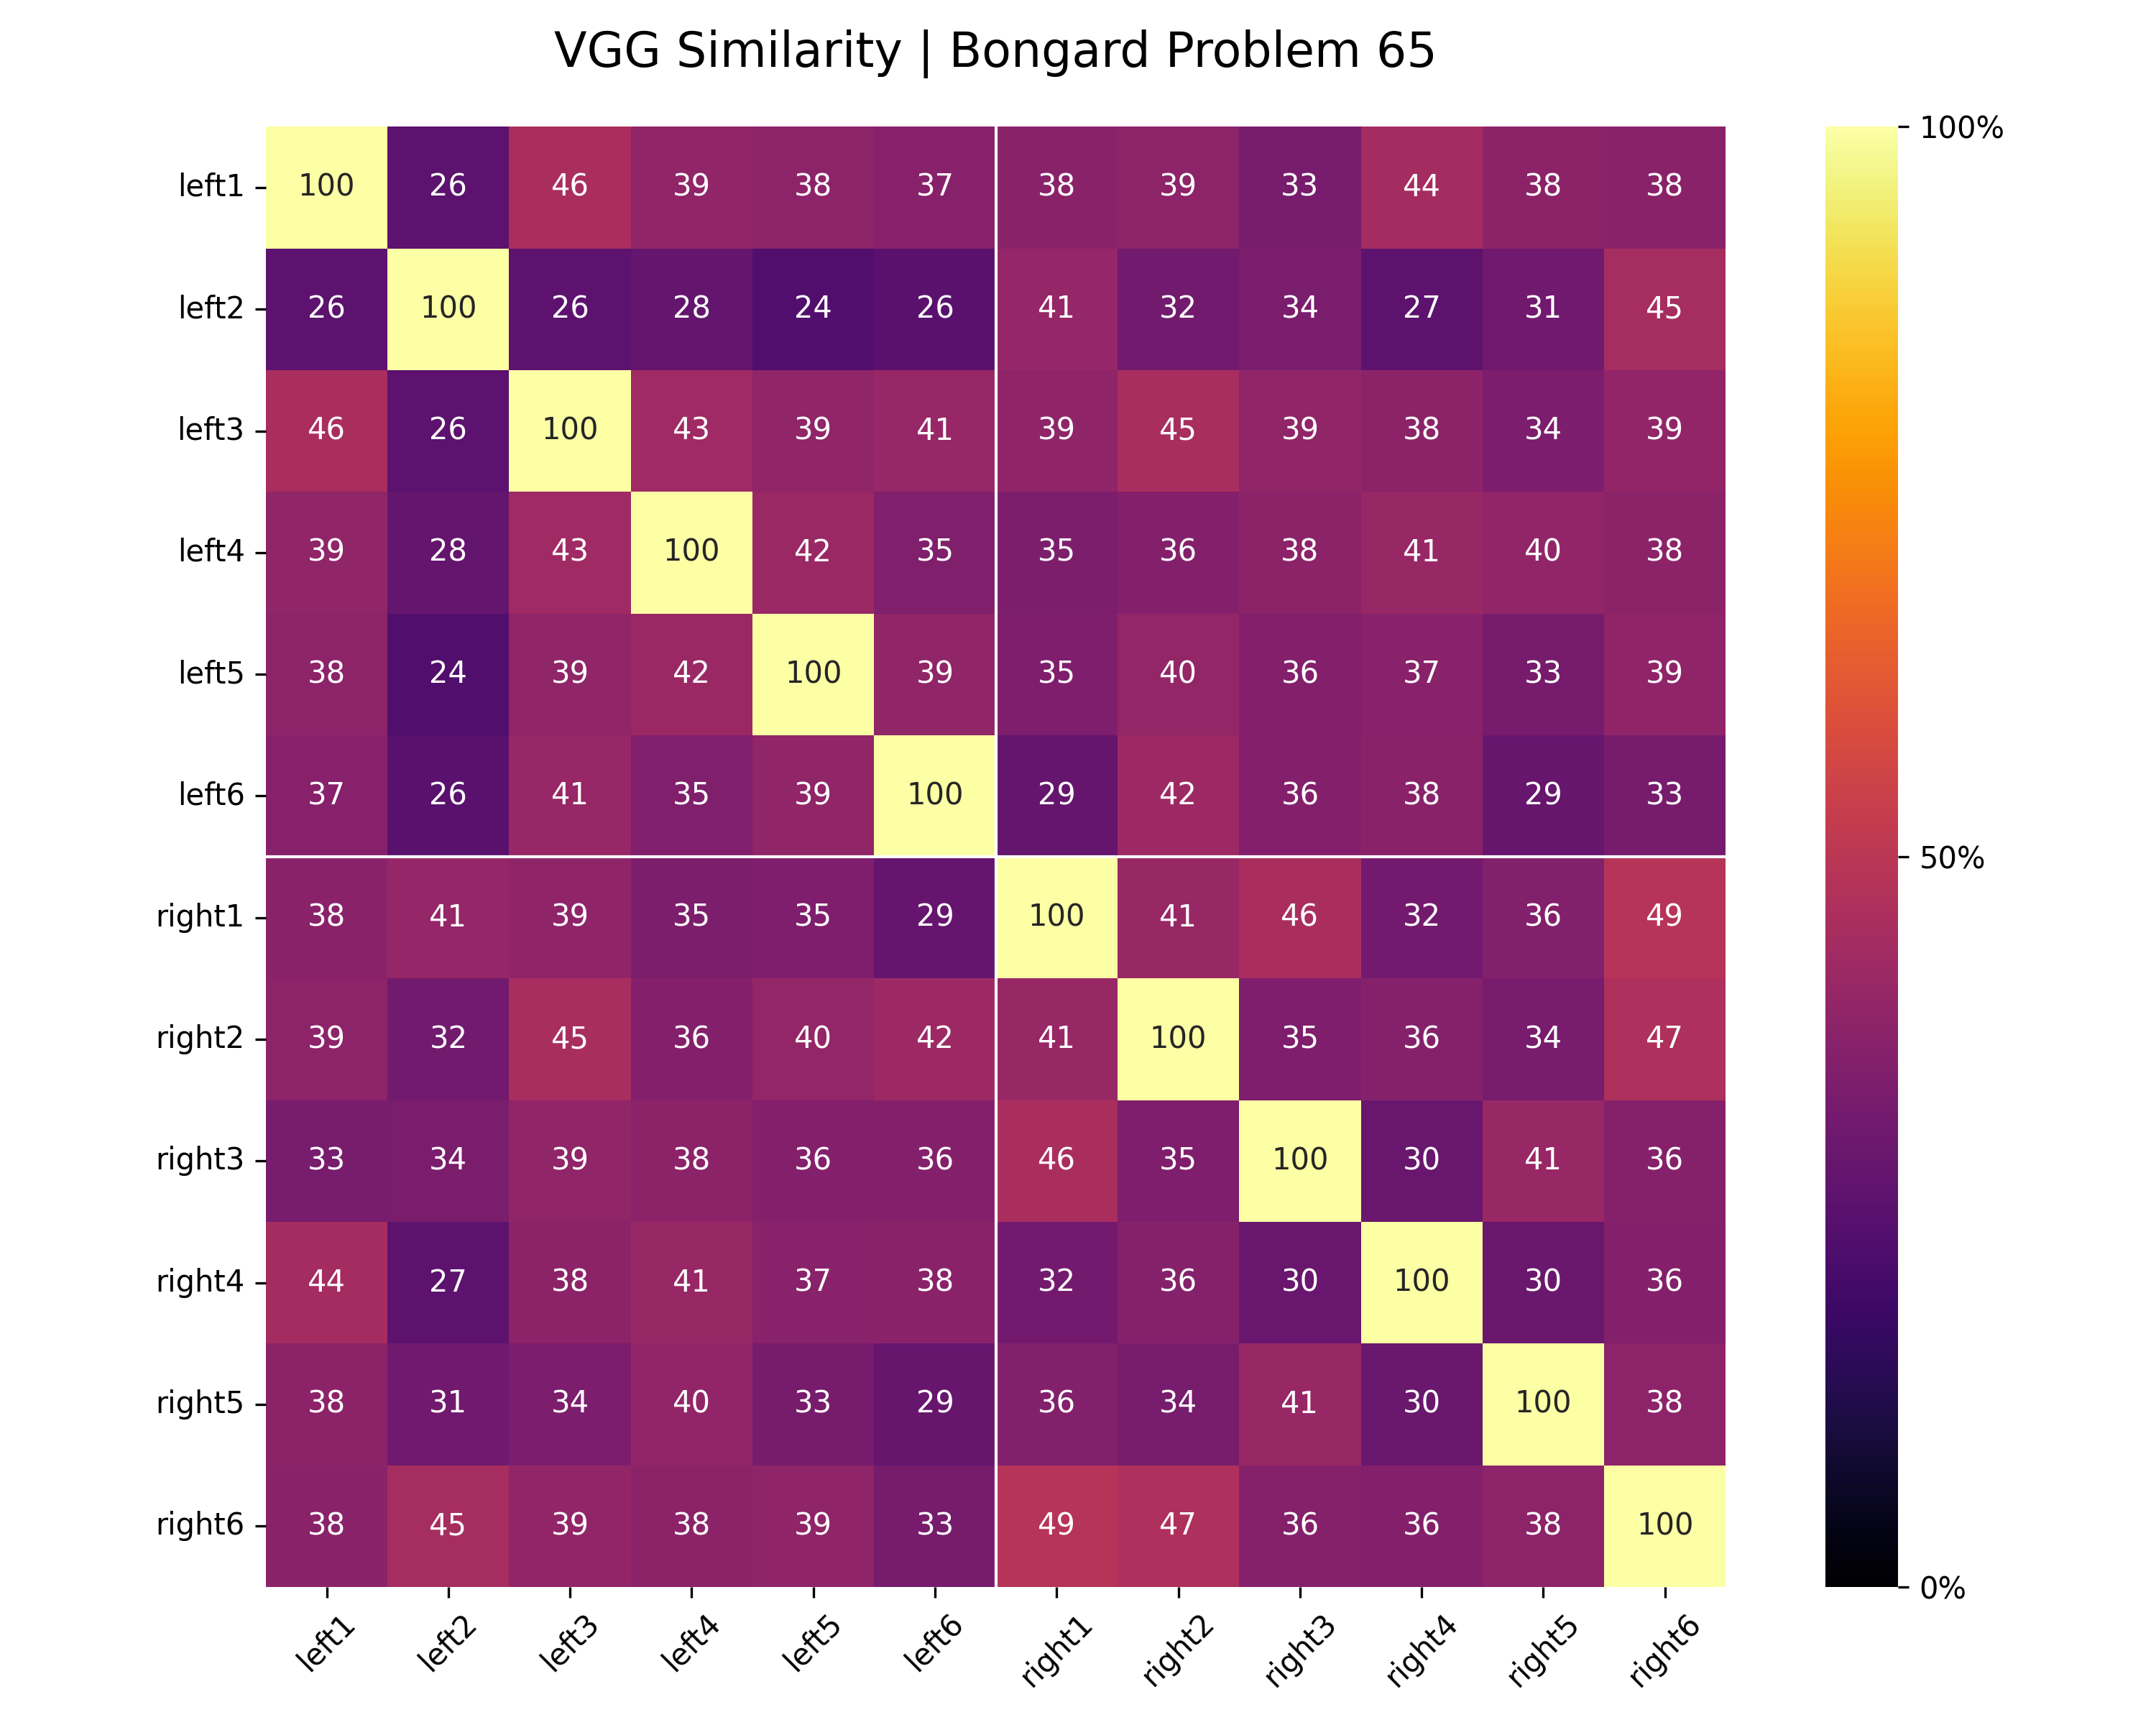 VGG Similarity | Bongard Problem 65
100%
left1 100 26 46 39 38 37 38 39 33 44 38 38
left2 26 100 26 28 24 26 41 32 34 27 31 45
left3 46 26 100 43 39 41 39 45 39 38 34 39
left4 39 28 43 100 42 35 35 36 38 41 40 38
left5 38 24 39 42 100 39 35 40 36 37 33 39
left6 37 26 41 35 39 100 29 42 36 38 29 33
50%
right1 38 41 39 35 35 29 100 41 46 32 36 49
right2 39 32 45 36 40 42 41 100 35 36 34 47
right3 33 34 39 38 36 36 46 35 100 30 41 36
right4 44 27 38 41 37 38 32 36 30 100 30 36
right5 38 31 34 40 33 29 36 34 41 30 100 38
right6 38 45 39 38 39 33 49 47 36 36 38 100
0%
left1 left2 left3 left4 left5 left6 right1 right2 right3 right4 right5 right6